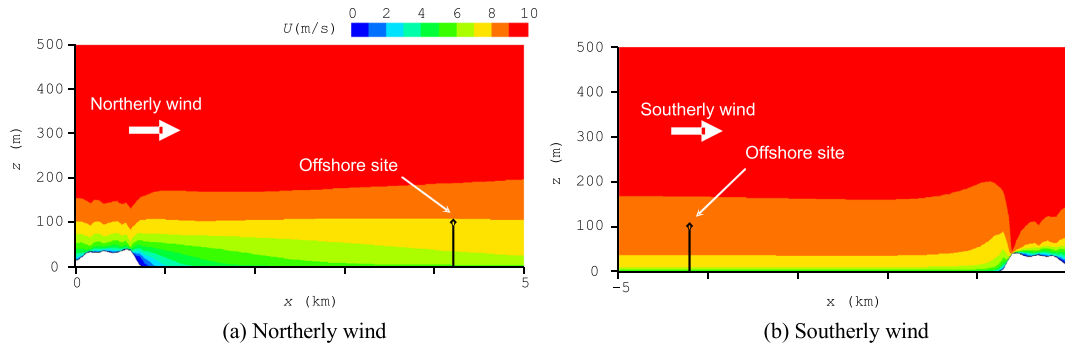 U(m/s) 0 2 4 6 8 10
500
400
300
200
100
0
z (m)
Northerly wind
Offshore site
0 5
x (km)
(a) Northerly wind
500
400
300
200
100
0
z (m)
Southerly wind
Offshore site
-5
x (km)
(b) Southerly wind